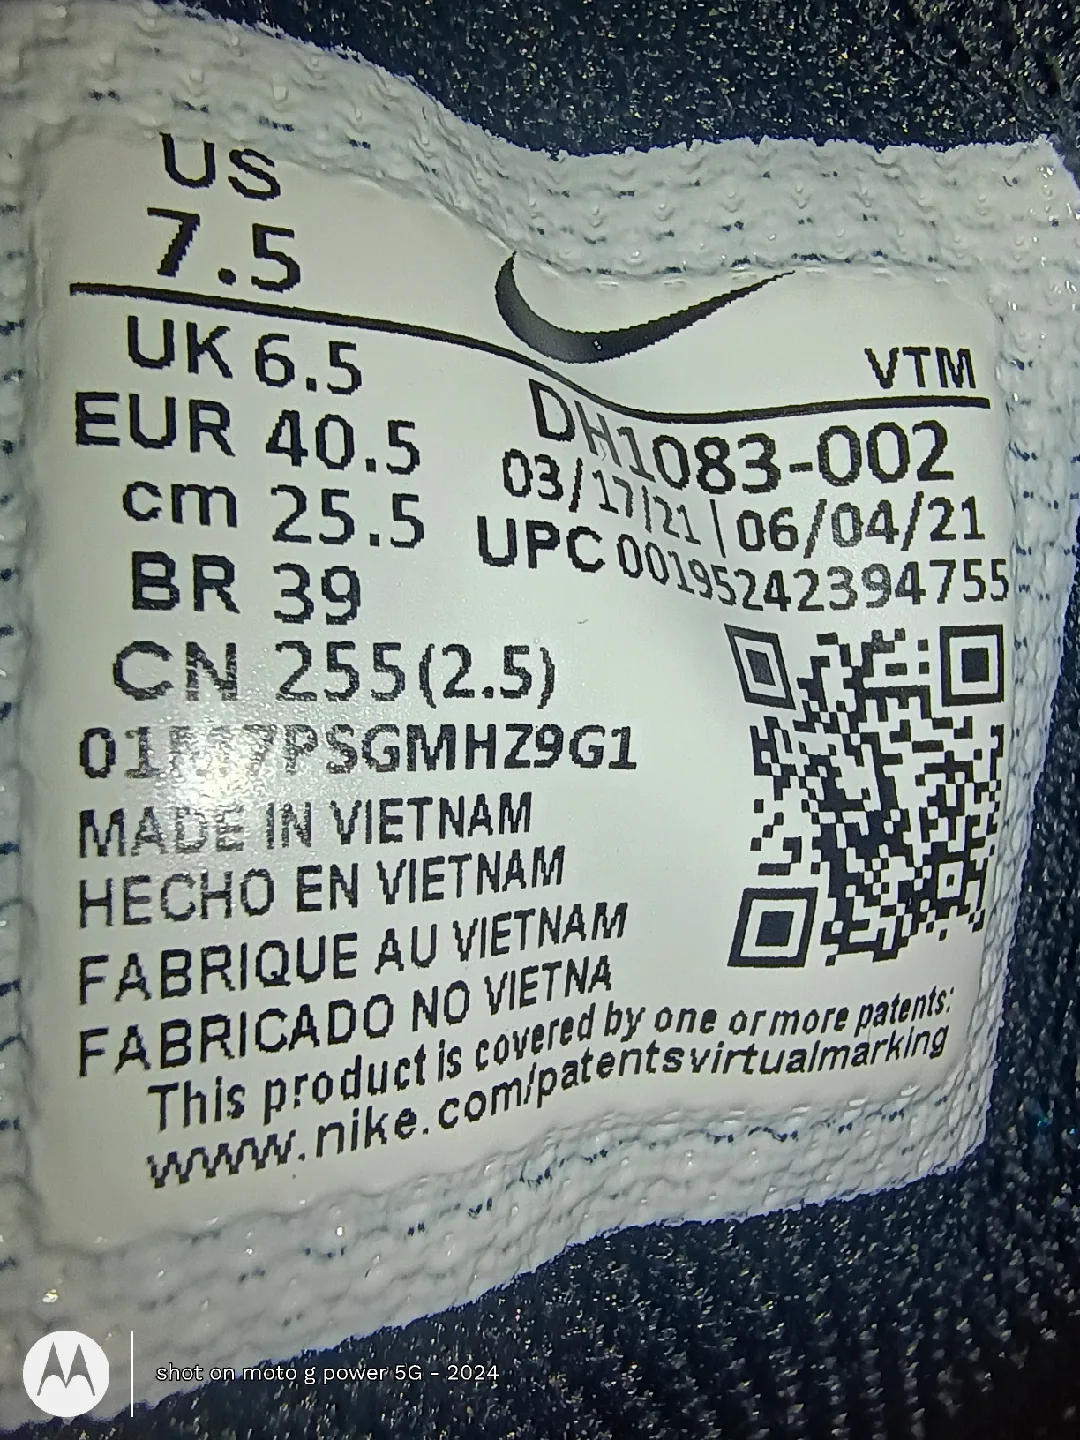 US
7.5
UK 6.5
EUR 40.5
cm 25.5
BR 39
CN 255(2.5)
VTM
DH1083-002
03/17/21 | 06/04/21
UPC 00195242394755
MADE IN VIETNAM
HECHO EN VIETNAM
FABRIQUE AU VIETNAM
FABRICADO NO VIETNA
This product is covered by one or more patents:
www.nike.com/patentsvirtualmarking
shot on moto g power 5G - 2024